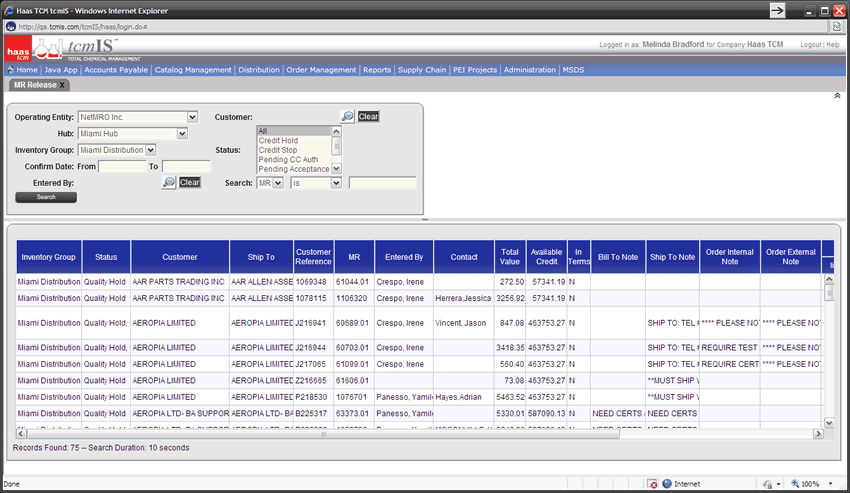 Haas TCM tcmIS - Windows Internet Explorer
http://qa.tcmis.com/tcmIS/haas/login.do#
haas tcm tcmIS TOTAL CHEMICAL MANAGEMENT
Logged in as: Melinda Bradford for Company Haas TCM Logout | Help
Home | Java App | Accounts Payable | Catalog Management | Distribution | Order Management | Reports | Supply Chain | PEI Projects | Administration | MSDS
MR Release X
Operating Entity: NetMRO Inc. Customer: Clear
Hub: Miami Hub
Inventory Group: Miami Distribution Status: All
Credit Hold
Credit Stop
Pending CC Auth
Pending Acceptance
Confirm Date: From To
Entered By: Clear Search: MR is
Search
Inventory Group Status Customer Ship To Customer Reference MR Entered By Contact Total Value Available Credit In Terms Bill To Note Ship To Note Order Internal Note Order External Note
Miami Distribution Quality Hold AAR PARTS TRADING INC AAR ALLEN ASSE 1069348 61044.01 Crespo, Irene 272.50 57341.19 N
Miami Distribution Quality Hold AAR PARTS TRADING INC AAR ALLEN ASSE 1078115 1106320 Crespo, Irene Herrera,Jessica 3256.92 57341.19 N
Miami Distribution Quality Hold, AEROPIA LIMITED AEROPIA LIMITED J216941 60689.01 Crespo, Irene Vincent, Jason 847.08 463753.27 N SHIP TO: TEL # **** PLEASE NO **** PLEASE NO
Miami Distribution Quality Hold, AEROPIA LIMITED AEROPIA LIMITED J216944 60703.01 Crespo, Irene 3418.35 463753.27 N SHIP TO: TEL # REQUIRE TEST **** PLEASE NO
Miami Distribution Quality Hold, AEROPIA LIMITED AEROPIA LIMITED J217065 61099.01 Crespo, Irene 560.40 463753.27 N SHIP TO: TEL # REQUIRE CERT **** PLEASE NO
Miami Distribution Quality Hold AEROPIA LIMITED AEROPIA LIMITED Z216665 61606.01 73.08 463753.27 N **MUST SHIP
Miami Distribution Quality Hold AEROPIA LIMITED AEROPIA LIMITED P218530 1076701 Panesso, Yamile Hayes,Adrian 5463.52 463753.27 N **MUST SHIP
Miami Distribution Quality Hold AEROPIA LTD- BA SUPPOR AEROPIA LTD- BA B225317 63373.01 Panesso, Yamile 5330.01 587090.13 N NEED CERTS NEED CERTS
Records Found: 75 -- Search Duration: 10 seconds
Done Internet 100%